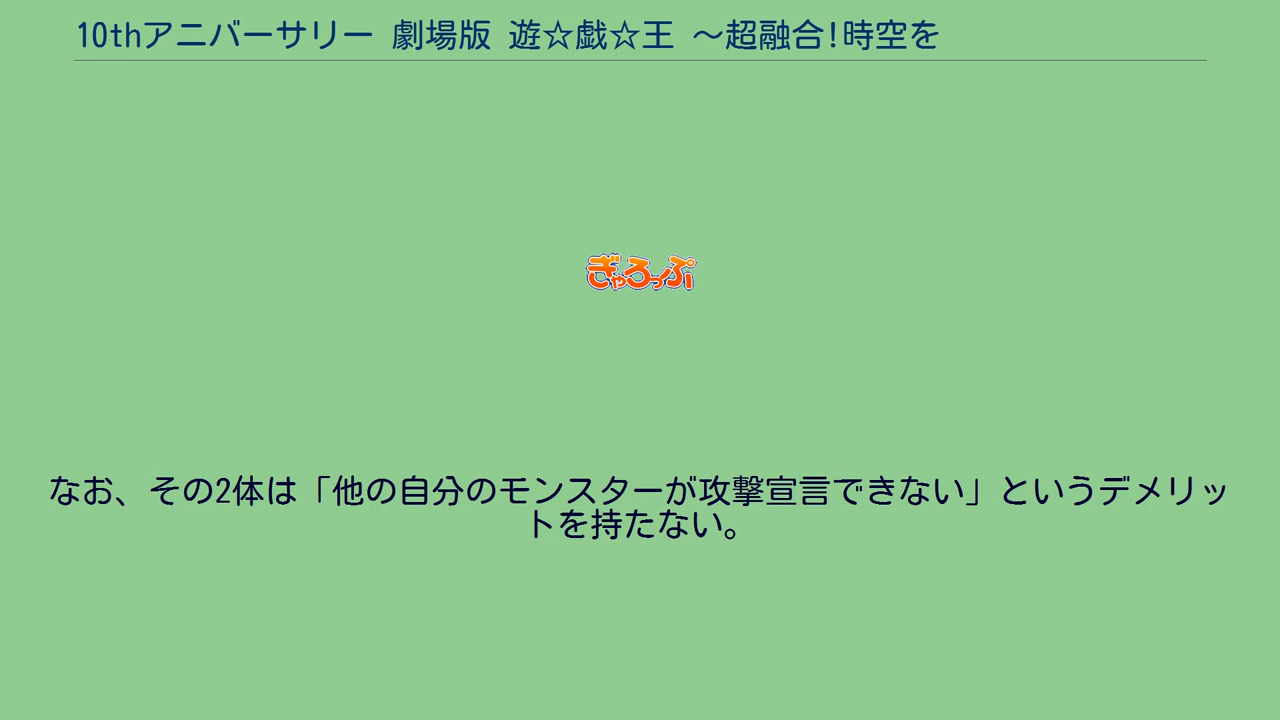 10thアニバーサリー 劇場版 遊☆戯☆王 〜超融合!時空を
ぎゃろっぷ
なお、その2体は「他の自分のモンスターが攻撃宣言できない」というデメリッ
トを持たない。